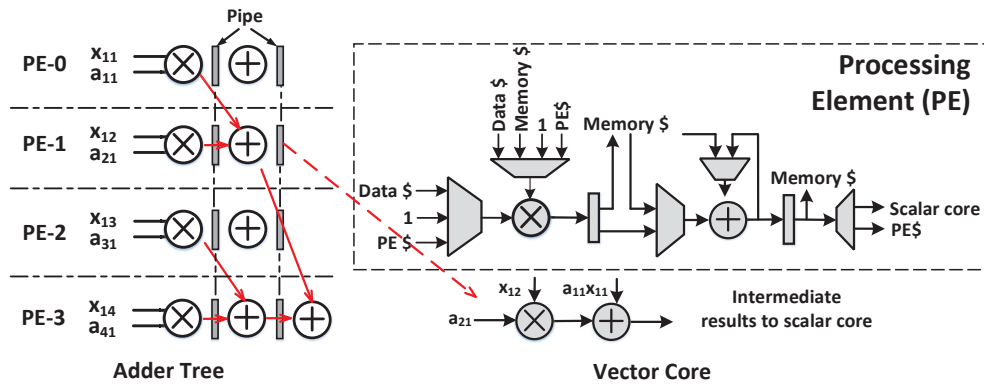 Pipe
PE-0
x11
a11
PE-1
x12
a21
PE-2
x13
a31
PE-3
x14
a41
Adder Tree
Processing
Element (PE)
Data $
Memory $
1
PE$
Memory $
Data $
1
PE $
Memory $
Scalar core
PE$
x12
a11x11
a21
Intermediate
results to scalar core
Vector Core